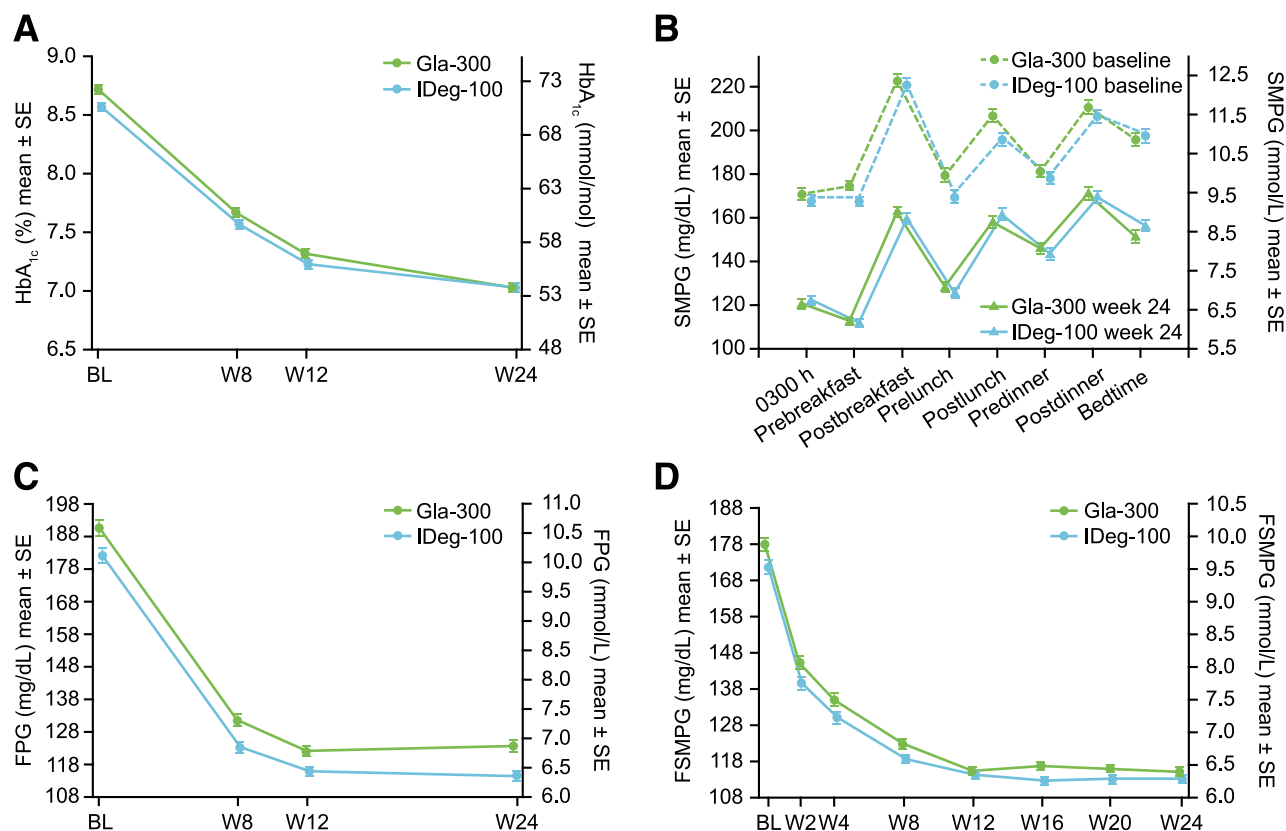 A
HbA1c (%) mean ± SE
9.0
8.5
8.0
7.5
7.0
6.5
Gla-300
IDeg-100
HbA1c (mmol/mol) mean ± SE
73
68
63
58
53
48
BL W8 W12 W24
B
SMPG (mg/dL) mean ± SE
220
200
180
160
140
120
100
Gla-300 baseline
IDeg-100 baseline
Gla-300 week 24
IDeg-100 week 24
SMPG (mmol/L) mean ± SE
12.5
11.5
10.5
9.5
8.5
7.5
6.5
5.5
0300 h
Prebreakfast
Postbreakfast
Prelunch
Postlunch
Predinner
Postdinner
Bedtime
C
FPG (mg/dL) mean ± SE
198
188
178
168
158
148
138
128
118
108
Gla-300
IDeg-100
FPG (mmol/L) mean ± SE
11.0
10.5
10.0
9.5
9.0
8.5
8.0
7.5
7.0
6.5
6.0
BL W8 W12 W24
D
FSMPG (mg/dL) mean ± SE
188
178
168
158
148
138
128
118
108
Gla-300
IDeg-100
FSMPG (mmol/L) mean ± SE
10.5
10.0
9.5
9.0
8.5
8.0
7.5
7.0
6.5
6.0
BL W2 W4 W8 W12 W16 W20 W24